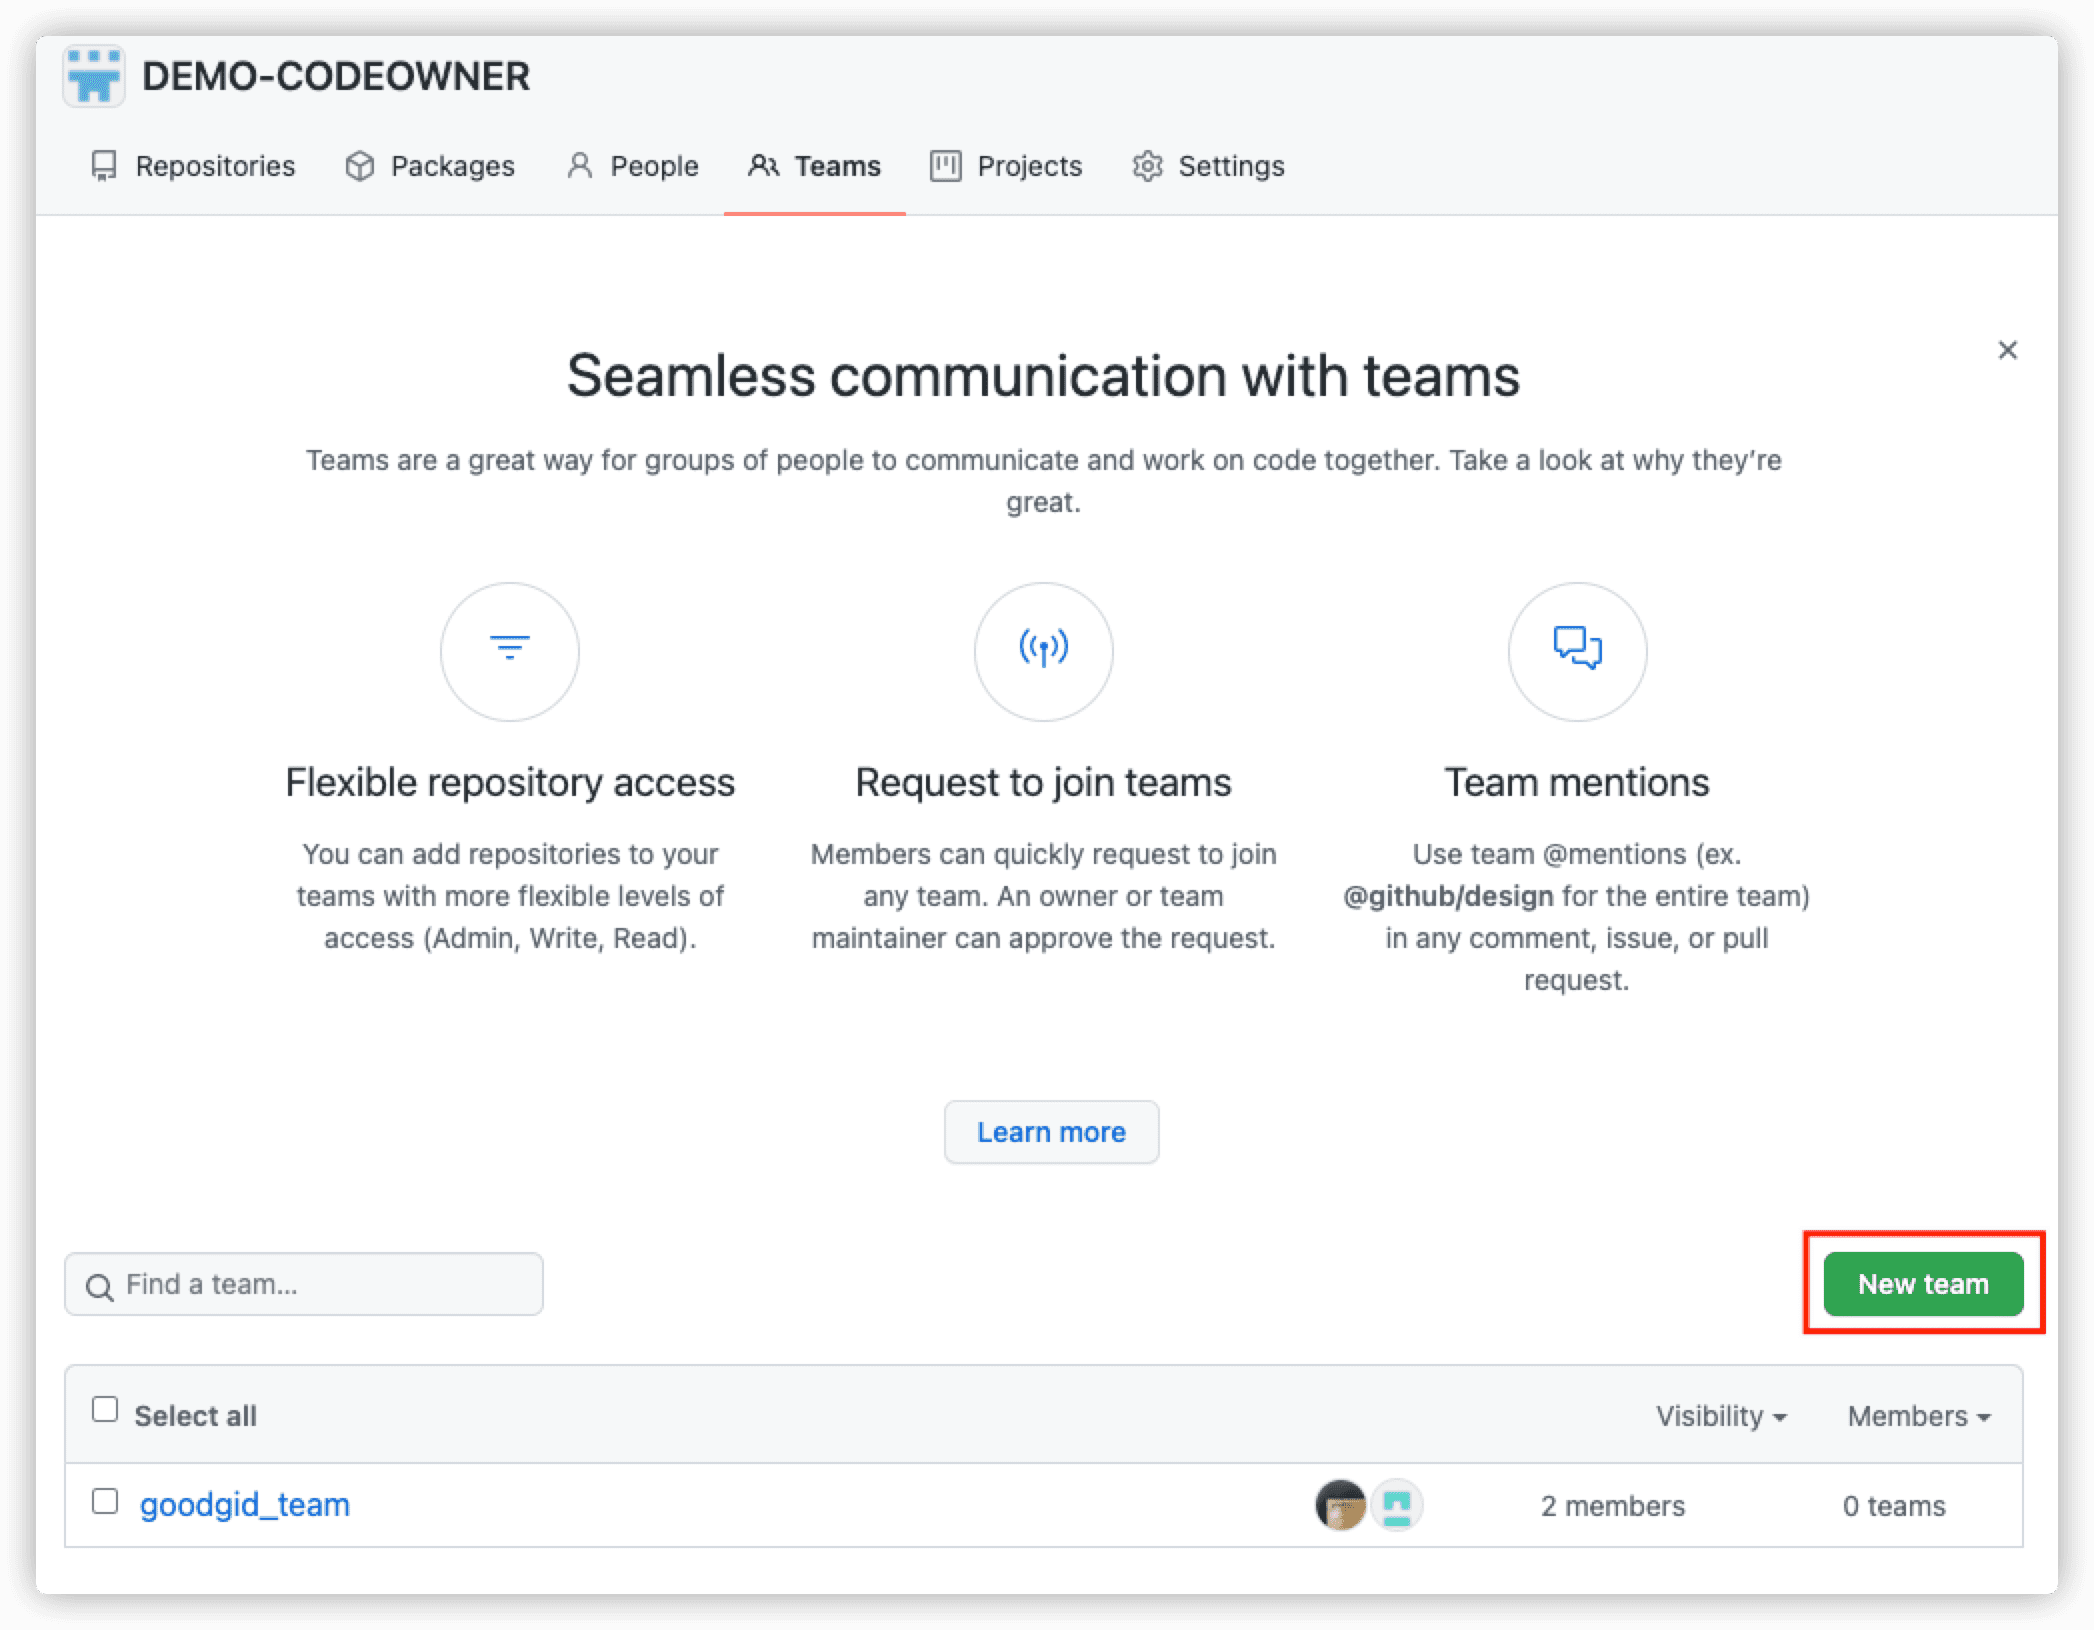 DEMO-CODEOWNER
Repositories Packages People Teams Projects Settings
Seamless communication with teams
Teams are a great way for groups of people to communicate and work on code together. Take a look at why they’re
great.
Flexible repository access
You can add repositories to your
teams with more flexible levels of
access (Admin, Write, Read).
Request to join teams
Members can quickly request to join
any team. An owner or team
maintainer can approve the request.
Team mentions
Use team @mentions (ex.
@github/design for the entire team)
in any comment, issue, or pull
request.
Learn more
Find a team...
New team
Select all Visibility Members
goodgid_team 2 members 0 teams